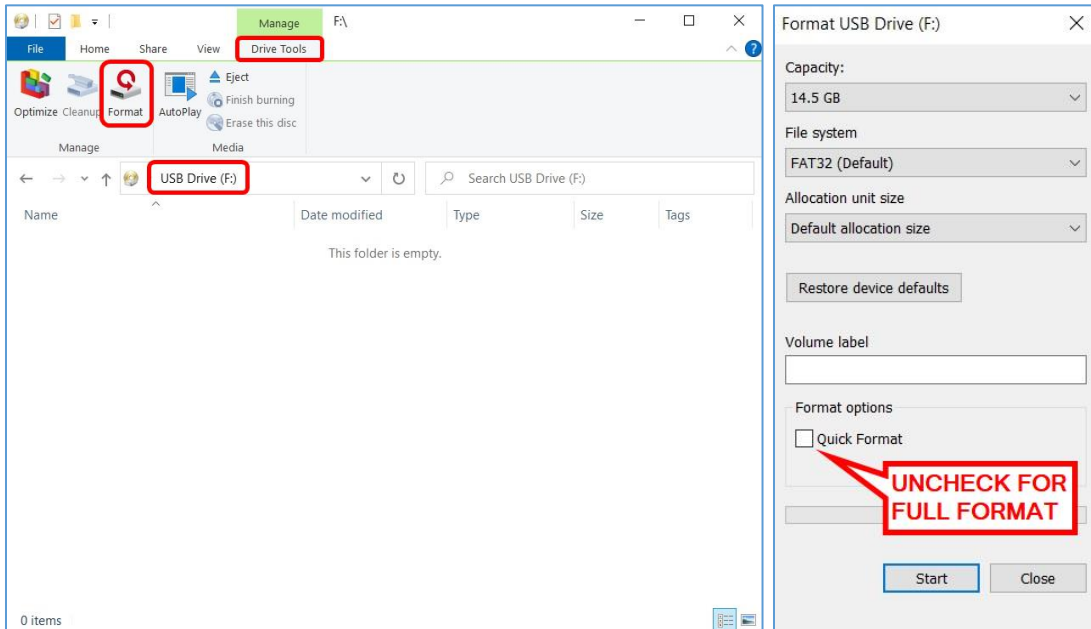 Manage
F:\
File
Home
Share
View
Drive Tools
Optimize
Cleanup
Format
AutoPlay
Eject
Finish burning
Erase this disc
Manage
Media
USB Drive (F:)
Search USB Drive (F:)
Name
Date modified
Type
Size
Tags
This folder is empty.
0 items
Format USB Drive (F:)
Capacity:
14.5 GB
File system
FAT32 (Default)
Allocation unit size
Default allocation size
Restore device defaults
Volume label
Format options
Quick Format
UNCHECK FOR
FULL FORMAT
Start
Close